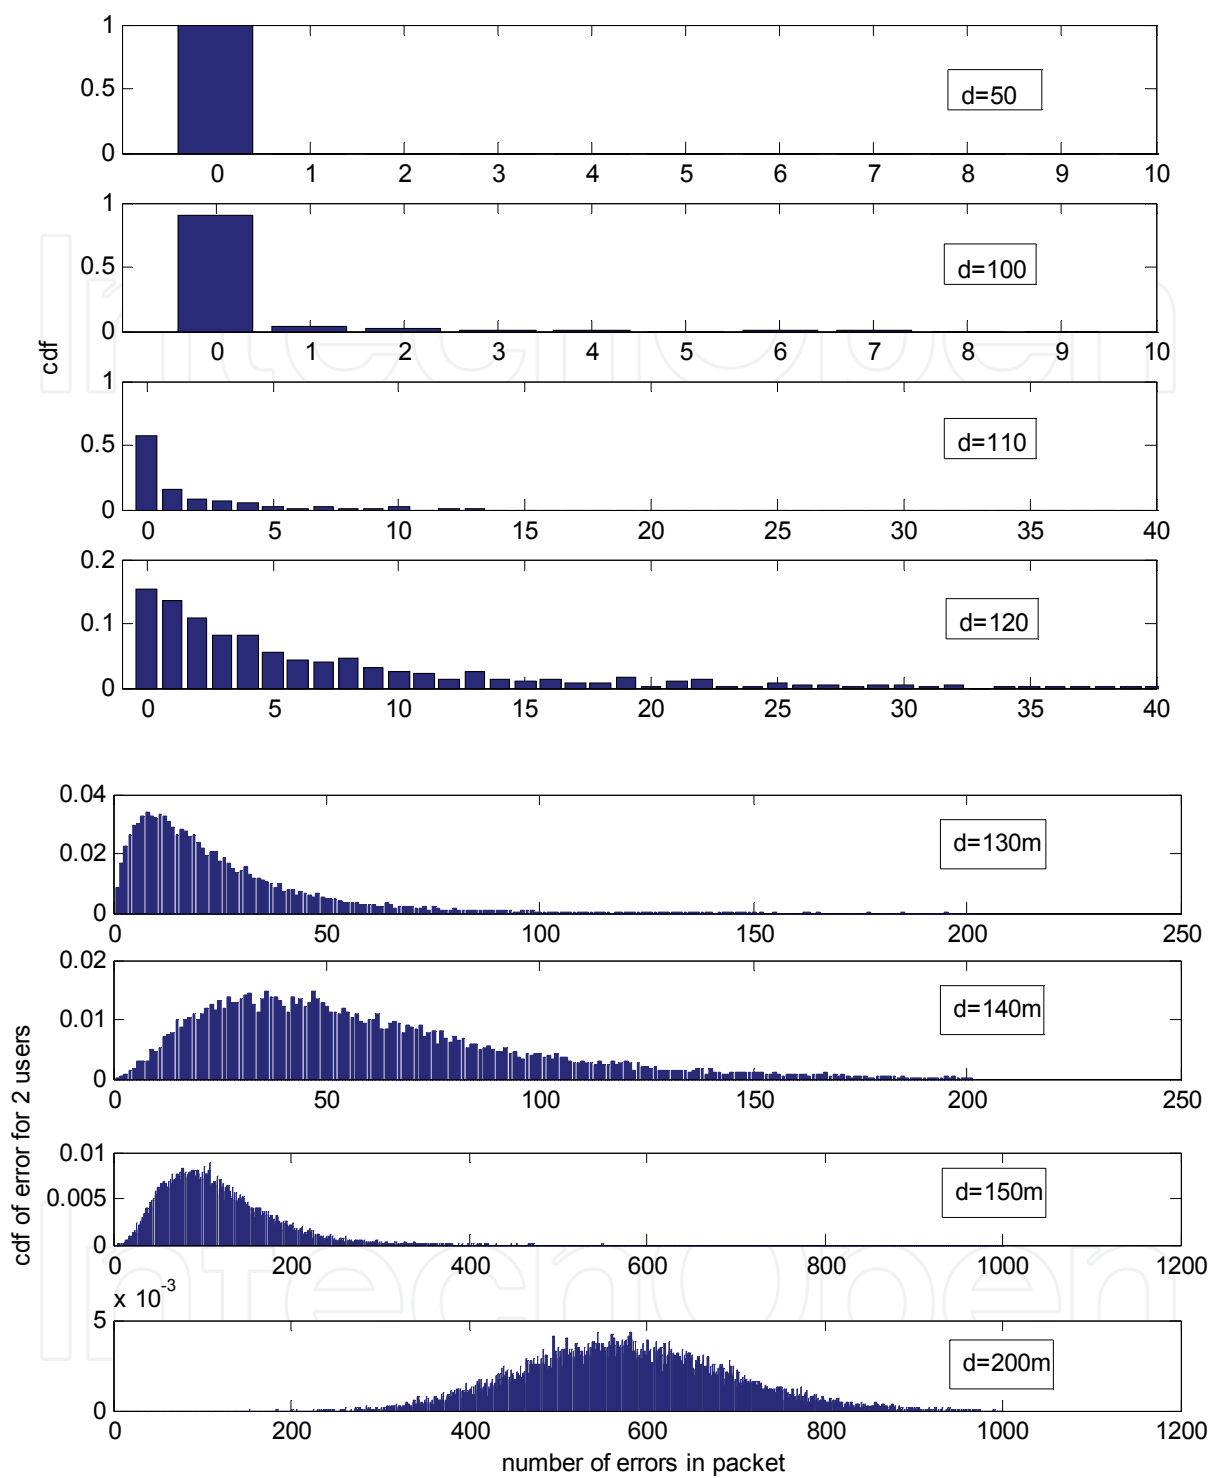 1
0.5
d=50
0
0 1 2 3 4 5 6 7 8 9 10
1
0.5
d=100
0
0 1 2 3 4 5 6 7 8 9 10
cdf
1
0.5
d=110
0
0 5 10 15 20 25 30 35 40
0.2
0.1
d=120
0
0 5 10 15 20 25 30 35 40
0.04
d=130m
0.02
0
0 50 100 150 200 250
0.02
d=140m
0.01
0
0 50 100 150 200 250
cdf of error for 2 users
0.01
d=150m
0.005
0
0 200 400 600 800 1000 1200
x 10^-3
5
d=200m
0
0 200 400 600 800 1000 1200
number of errors in packet
IntechOpen
IntechOpen